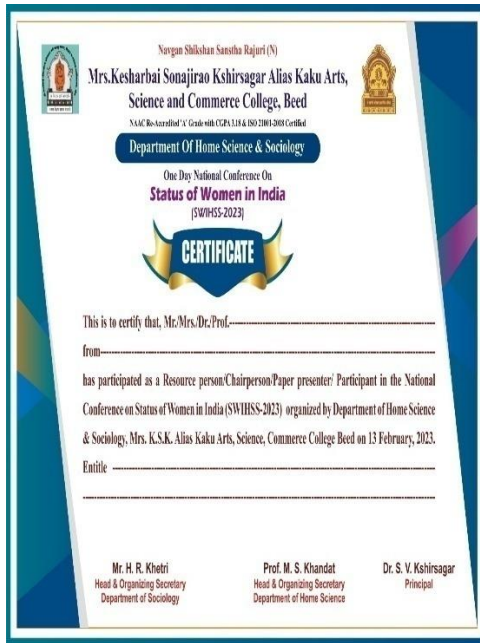 Navgan Shikshan Sanstha Rajuri (N)
Mrs.Kesharbai Sonajirao Kshirsagar Alias Kaku Arts,
Science and Commerce College, Beed
NAAC Re-Accredited 'A' Grade with CGPA 3.18 & ISO 21001-2018 Certified
Department Of Home Science & Sociology
One Day National Conference On
Status of Women in India
(SWIHSS-2023)
CERTIFICATE
This is to certify that, Mr./Mrs./Dr./Prof.
from
has participated as a Resource person/Chairperson/Paper presenter/ Participant in the National
Conference on Status of Women in India (SWIHSS-2023) organized by Department of Home Science
& Sociology, Mrs. K.S.K. Alias Kaku Arts, Science, Commerce College Beed on 13 February, 2023.
Entitle
Mr. H. R. Khetri
Head & Organizing Secretary
Department of Sociology
Prof. M. S. Khandat
Head & Organizing Secretary
Department of Home Science
Dr. S. V. Kshirsagar
Principal